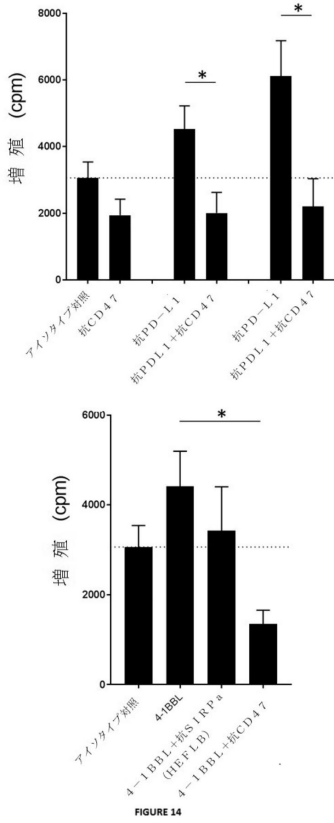 8000
*
*
6000
増殖 (cpm)
4000
2000
0
アイソタイプ対照
抗CD47
抗PD-L1
抗PDL1+抗CD47
抗PD-L1
抗PDL1+抗CD47
6000
*
増殖 (cpm)
4000
2000
0
アイソタイプ対照
4-1BBL
4-1BBL+抗SIRPa
(HEFLB)
4-1BBL+抗CD47
FIGURE 14